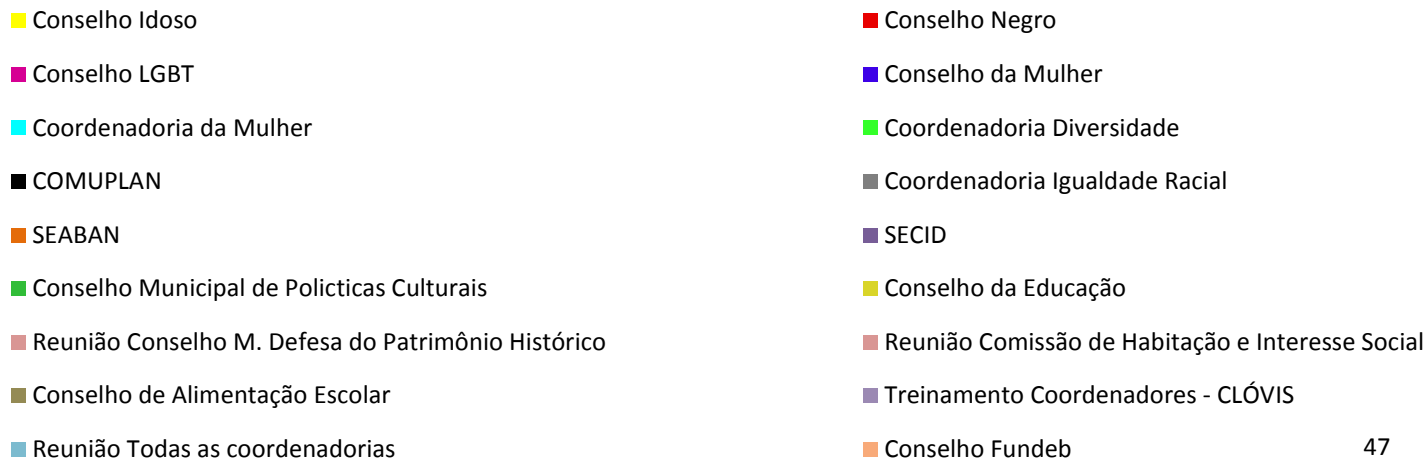 Conselho Idoso
Conselho Negro
Conselho LGBT
Conselho da Mulher
Coordenadoria da Mulher
Coordenadoria Diversidade
COMUPLAN
Coordenadoria Igualdade Racial
SEABAN
SECID
Conselho Municipal de Policticas Culturais
Conselho da Educação
Reunião Conselho M. Defesa do Patrimônio Histórico
Reunião Comissão de Habitação e Interesse Social
Conselho de Alimentação Escolar
Treinamento Coordenadores - CLÓVIS
Reunião Todas as coordenadorias
Conselho Fundeb
47